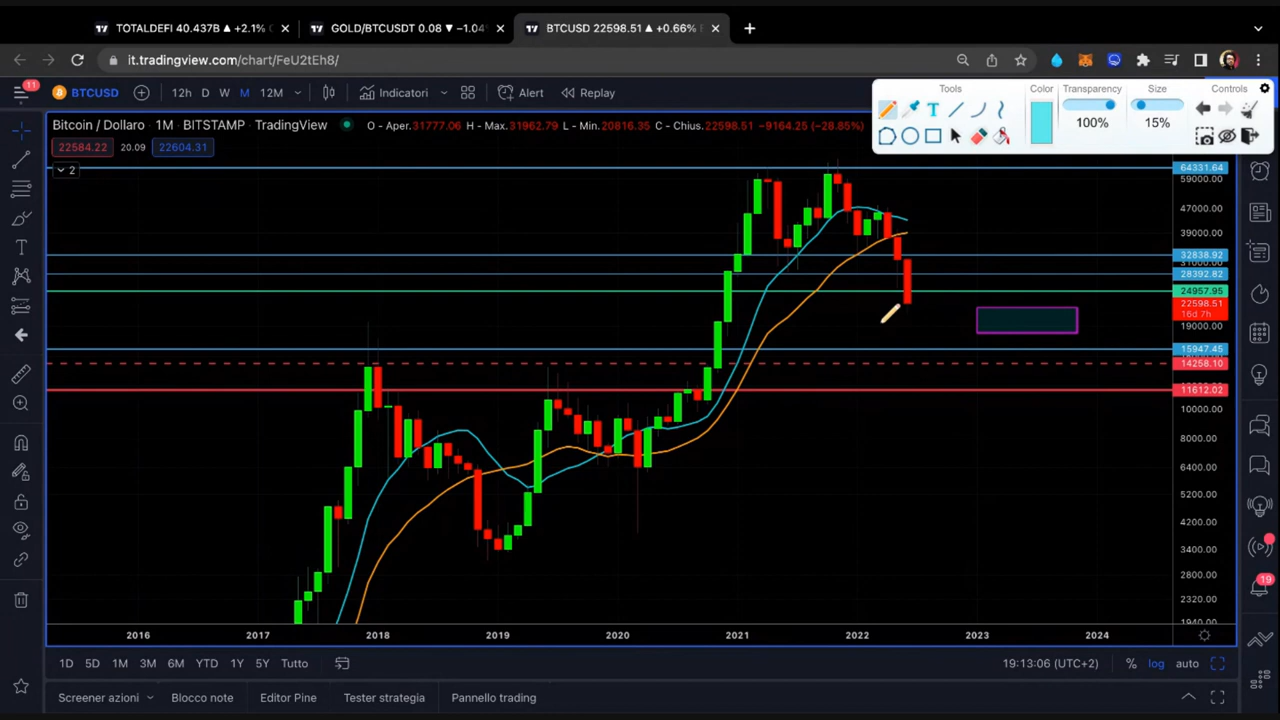 TOTALDEFI 40.437B ▲ +2.1% (
GOLD/BTCUSDT 0.08 ▼ −1.04%
BTCUSD 22598.51 ▲ +0.66%
it.tradingview.com/chart/FeU2tEh8/
11
BTCUSD
12h D W M 12M
Indicatori
Alert
Replay
Tools
Color
Transparency
Size
Controls
100%
15%
Bitcoin / Dollaro · 1M · BITSTAMP · TradingView
O - Aper.31777.06 H - Max.31962.79 L - Min.20816.35 C - Chius.22598.51 −9164.25 (−28.85%)
22584.22 20.09 22604.31
2
64331.64
59000.00
47000.00
39000.00
32838.92
31000.00
28392.82
24957.95
22598.51
16d 7h
19000.00
15947.45
14258.10
11612.02
10000.00
8000.00
6400.00
5200.00
4200.00
3400.00
2800.00
2320.00
1940.00
2016 2017 2018 2019 2020 2021 2022 2023 2024
1D 5D 1M 3M 6M YTD 1Y 5Y Tutto
19:13:06 (UTC+2)
% log auto
19
Screener azioni
Blocco note
Editor Pine
Tester strategia
Pannello trading